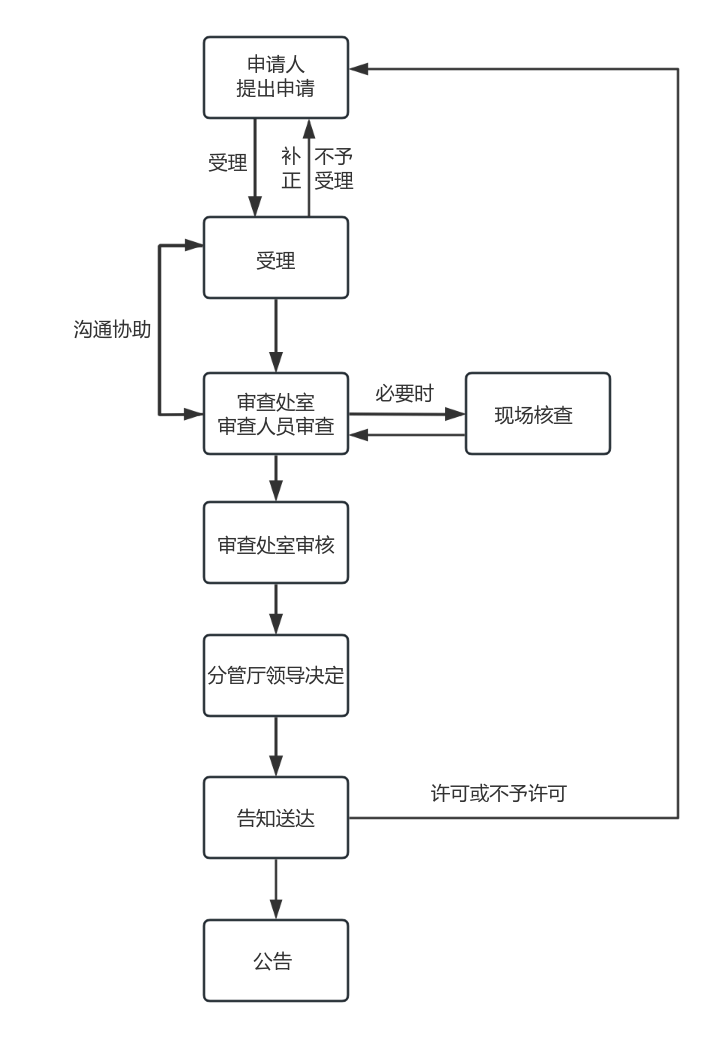 申请人
提出申请
受理
补
正
不予
受理
受理
沟通协助
审查处室
审查人员审查
必要时
现场核查
审查处室审核
分管厅领导决定
许可或不予许可
告知送达
公告